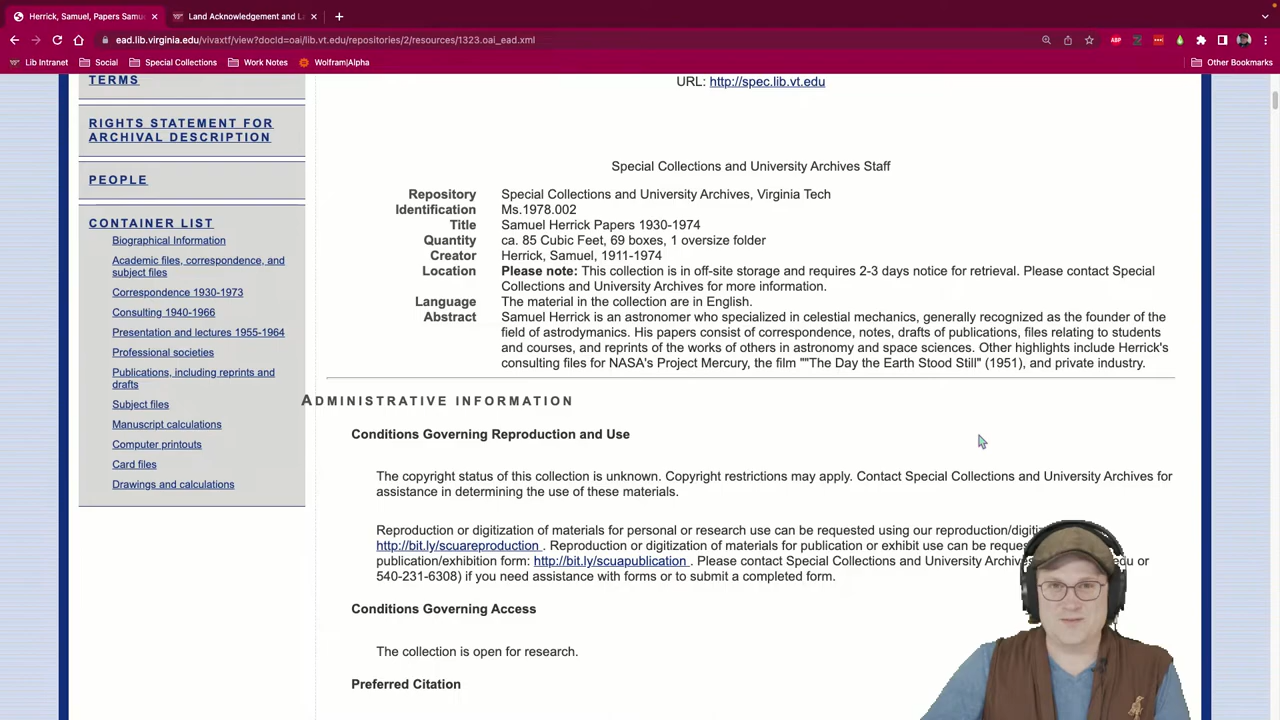 Herrick, Samuel, Papers Samu
Land Acknowledgement and L
ead.lib.virginia.edu/vivaxtf/view?docId=oai/lib.vt.edu/repositories/2/resources/1323.oai_ead.xml
ABP
Lib Intranet
Social
Special Collections
Work Notes
Wolfram|Alpha
Other Bookmarks
TERMS
RIGHTS STATEMENT FOR
ARCHIVAL DESCRIPTION
PEOPLE
CONTAINER LIST
Biographical Information
Academic files, correspondence, and
subject files
Correspondence 1930-1973
Consulting 1940-1966
Presentation and lectures 1955-1964
Professional societies
Publications, including reprints and
drafts
Subject files
Manuscript calculations
Computer printouts
Card files
Drawings and calculations
URL: http://spec.lib.vt.edu
Special Collections and University Archives Staff
Repository Special Collections and University Archives, Virginia Tech
Identification Ms.1978.002
Title Samuel Herrick Papers 1930-1974
Quantity ca. 85 Cubic Feet, 69 boxes, 1 oversize folder
Creator Herrick, Samuel, 1911-1974
Location Please note: This collection is in off-site storage and requires 2-3 days notice for retrieval. Please contact Special
Collections and University Archives for more information.
Language The material in the collection are in English.
Abstract Samuel Herrick is an astronomer who specialized in celestial mechanics, generally recognized as the founder of the
field of astrodynamics. His papers consist of correspondence, notes, drafts of publications, files relating to students
and courses, and reprints of the works of others in astronomy and space sciences. Other highlights include Herrick's
consulting files for NASA's Project Mercury, the film ""The Day the Earth Stood Still" (1951), and private industry.
ADMINISTRATIVE INFORMATION
Conditions Governing Reproduction and Use
The copyright status of this collection is unknown. Copyright restrictions may apply. Contact Special Collections and University Archives for
assistance in determining the use of these materials.
Reproduction or digitization of materials for personal or research use can be requested using our reproduction/digiti
http://bit.ly/scuareproduction . Reproduction or digitization of materials for publication or exhibit use can be reque
publication/exhibition form: http://bit.ly/scuapublication . Please contact Special Collections and University Archives edu or
540-231-6308) if you need assistance with forms or to submit a completed form.
Conditions Governing Access
The collection is open for research.
Preferred Citation